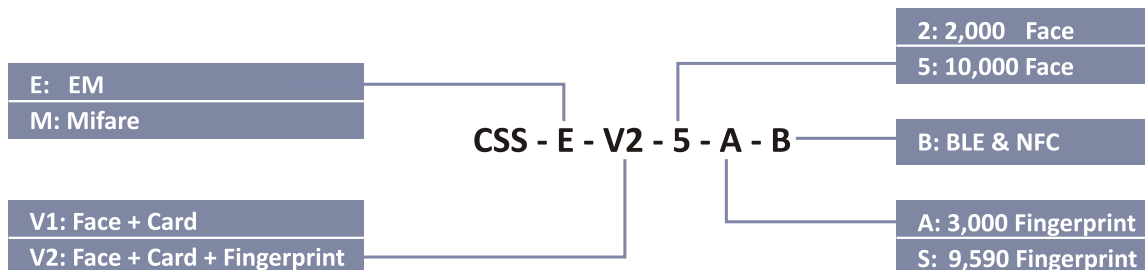 2: 2,000 Face
5: 10,000 Face
E: EM
M: Mifare
CSS - E - V2 - 5 - A - B
B: BLE & NFC
V1: Face + Card
V2: Face + Card + Fingerprint
A: 3,000 Fingerprint
S: 9,590 Fingerprint